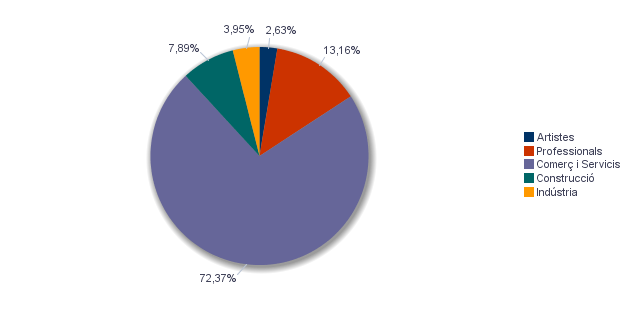 3,95%
2,63%
7,89%
13,16%
72,37%
Artistes
Professionals
Comerç i Servicis
Construcció
Indústria